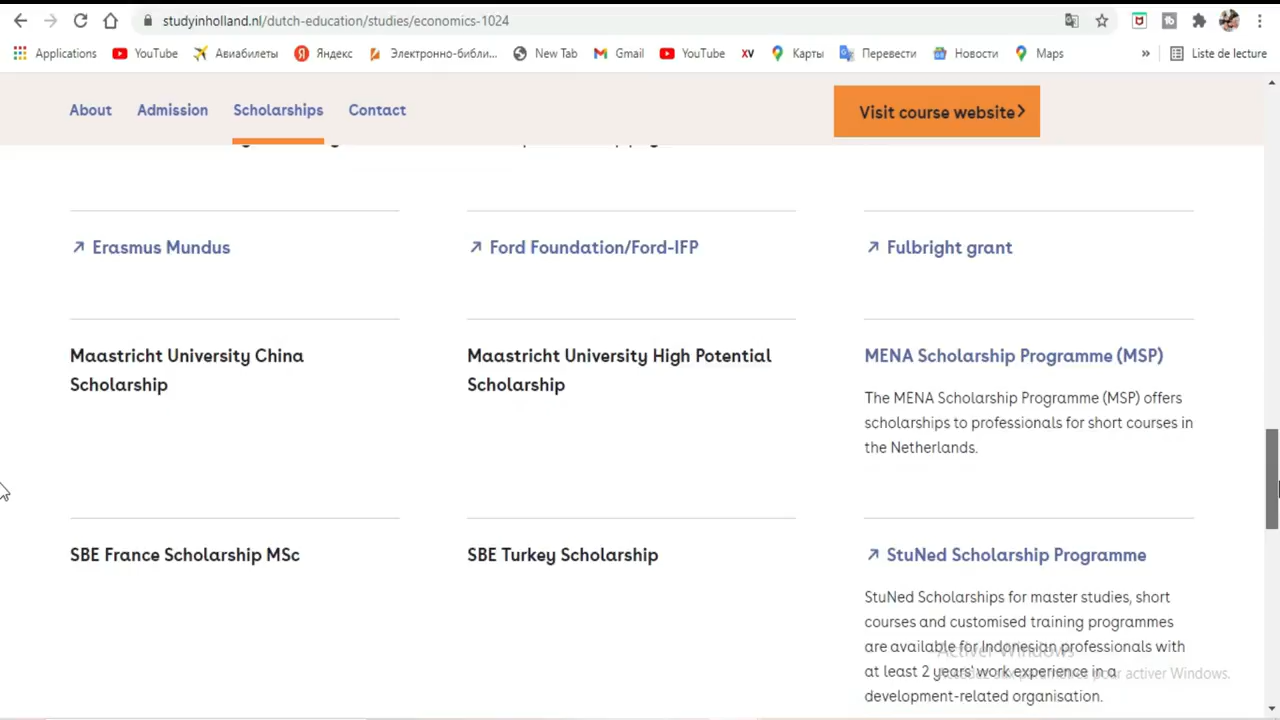 studyinholland.nl/dutch-education/studies/economics-1024
Applications YouTube Авиабилеты Яндекс Электронно-библи... New Tab Gmail YouTube XV Карты Перевести Новости Maps » Liste de lecture
About Admission Scholarships Contact
Visit course website
Erasmus Mundus
Ford Foundation/Ford-IFP
Fulbright grant
Maastricht University China
Scholarship
Maastricht University High Potential
Scholarship
MENA Scholarship Programme (MSP)
The MENA Scholarship Programme (MSP) offers
scholarships to professionals for short courses in
the Netherlands.
SBE France Scholarship MSc
SBE Turkey Scholarship
StuNed Scholarship Programme
StuNed Scholarships for master studies, short
courses and customised training programmes
are available for Indonesian professionals with
at least 2 years' work experience in a
development-related organisation.
Activer Windows
pour activer Windows.